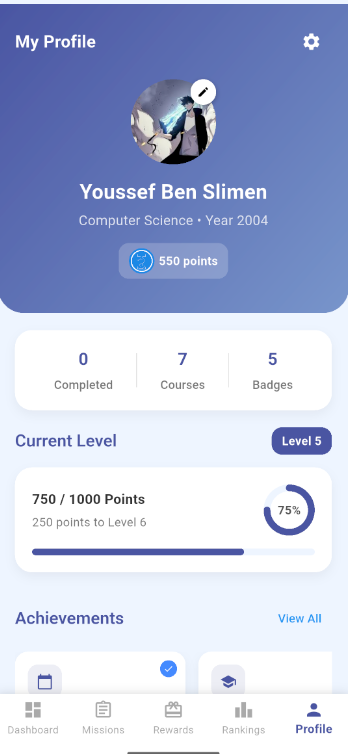 My Profile
Youssef Ben Slimen
Computer Science • Year 2004
550 points
0 7 5
Completed Courses Badges
Current Level Level 5
750 / 1000 Points
250 points to Level 6
75%
Achievements View All
Dashboard Missions Rewards Rankings Profile